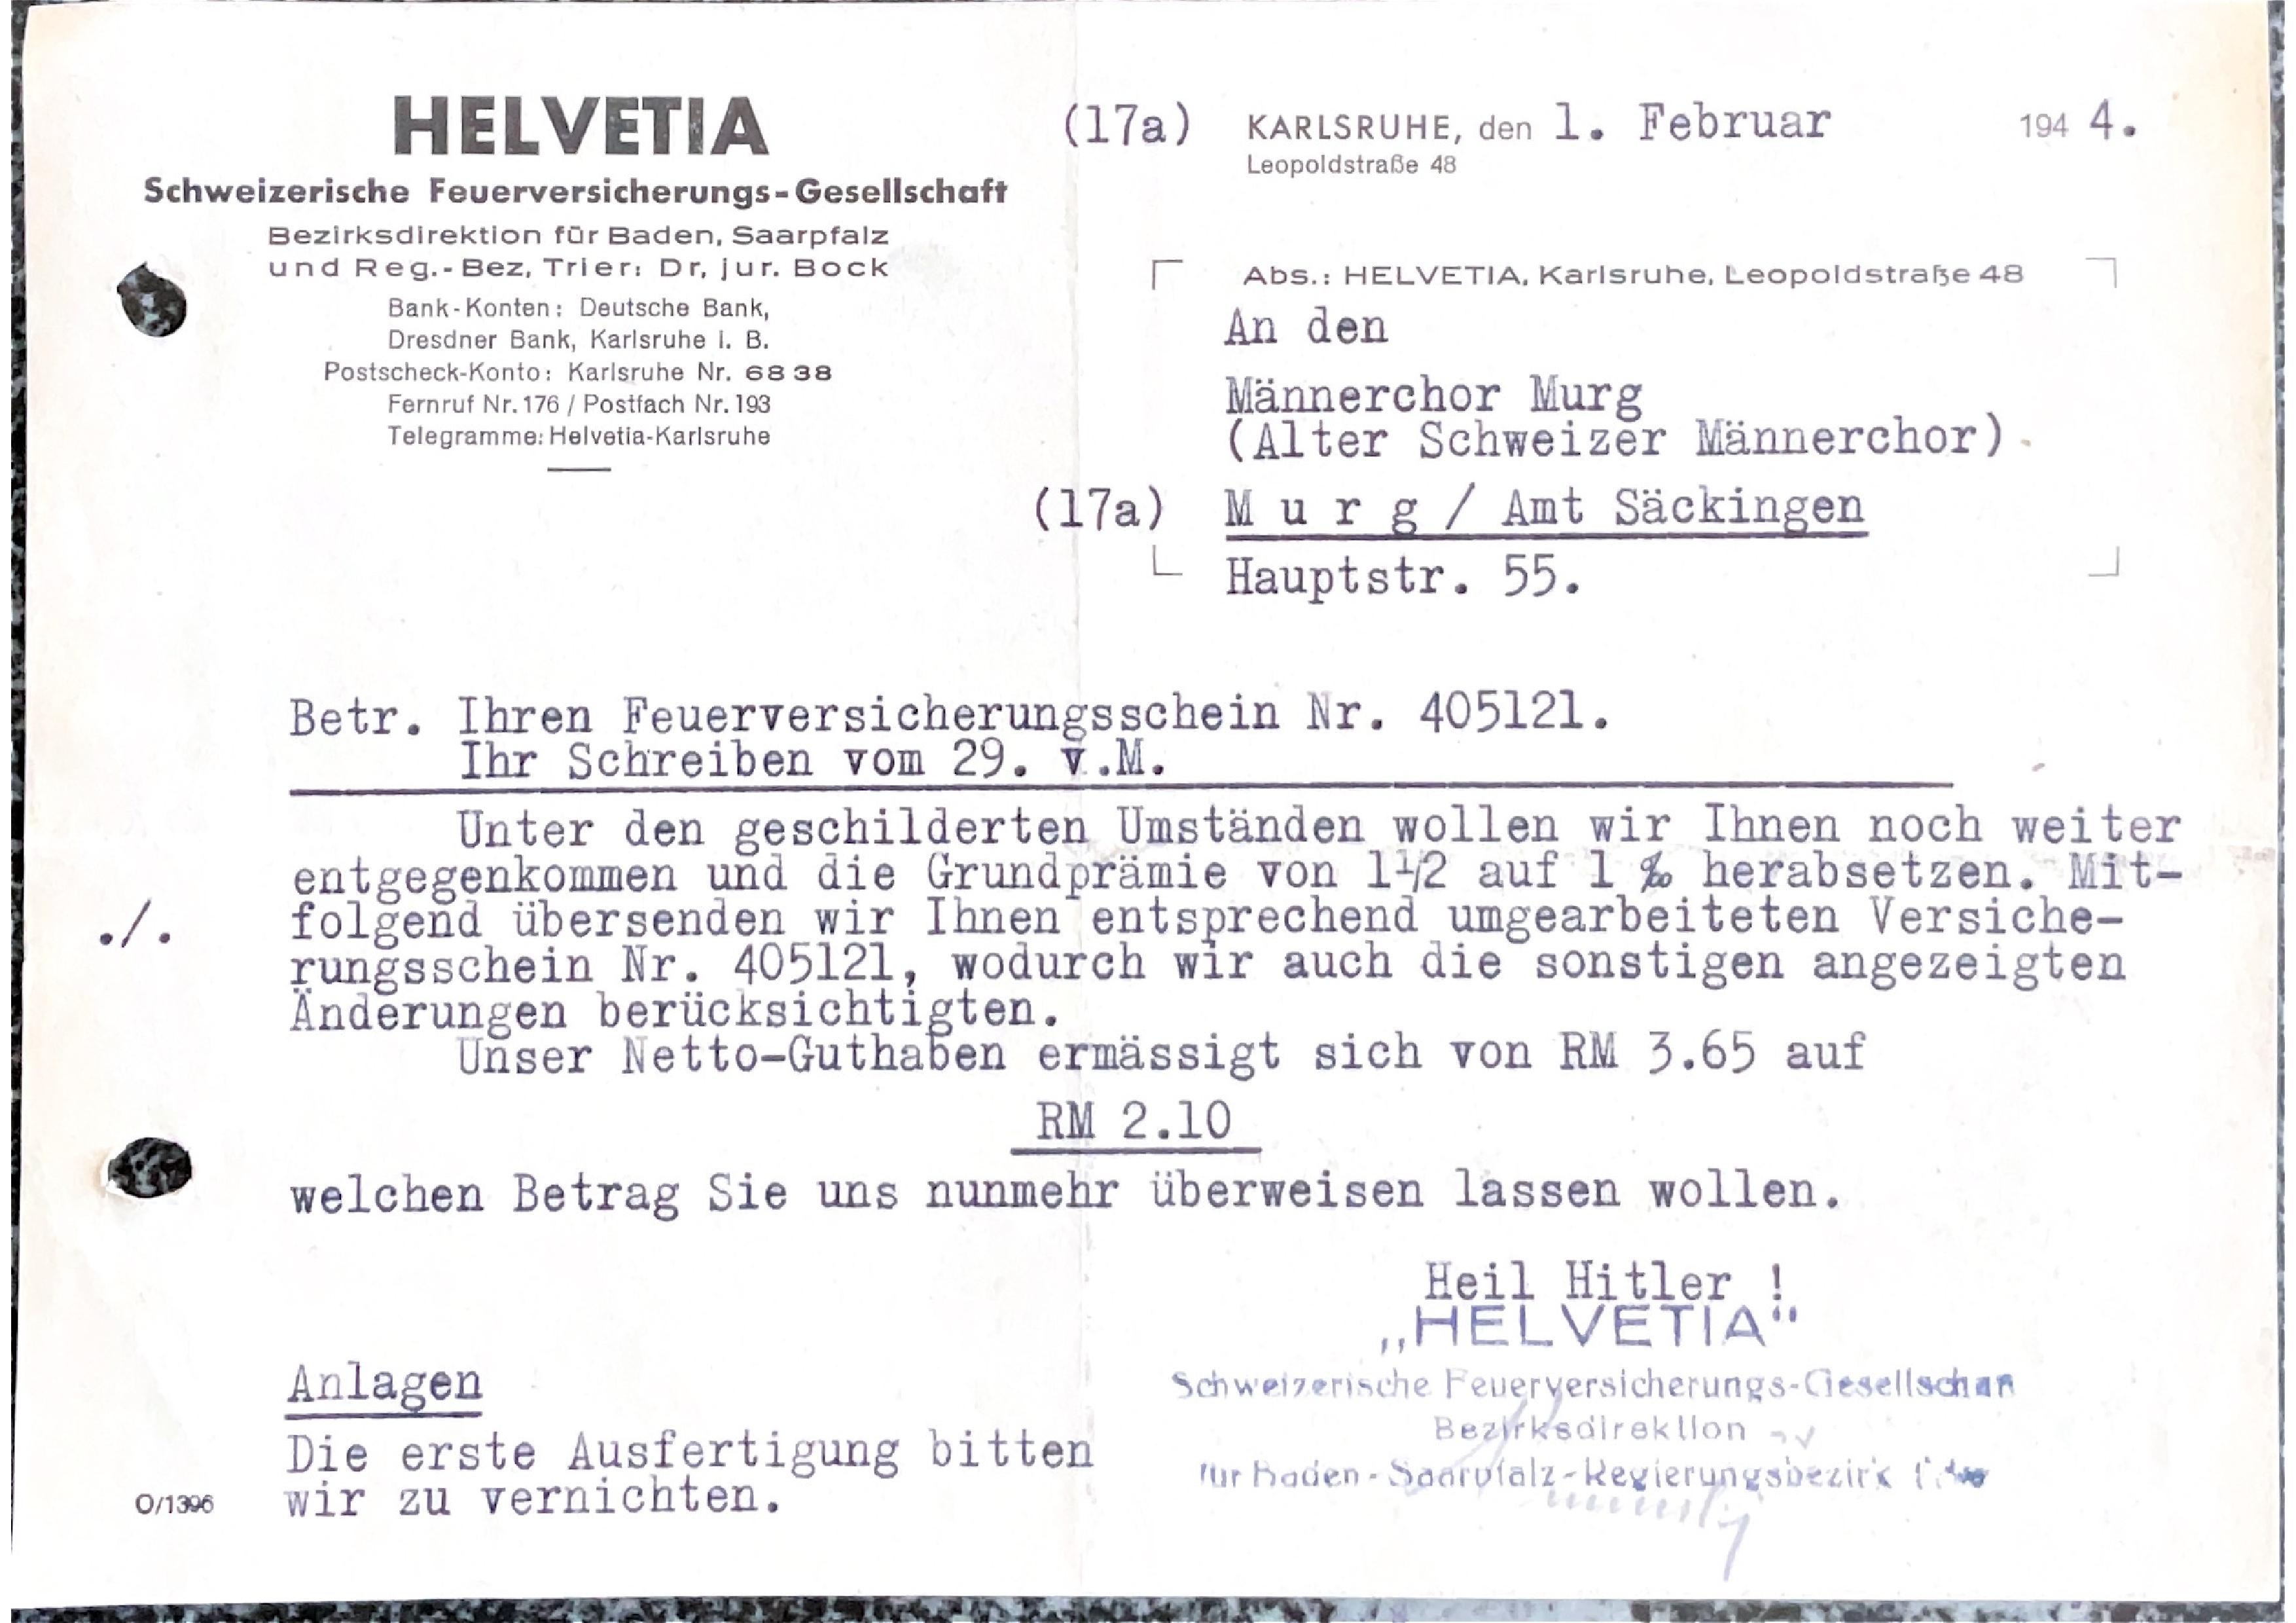 HELVETIA
Schweizerische Feuerversicherungs-Gesellschaft
Bezirksdirektion für Baden, Saarpfalz
und Reg.-Bez. Trier: Dr. jur. Bock
Bank-Konten: Deutsche Bank,
Dresdner Bank, Karlsruhe i. B.
Postscheck-Konto: Karlsruhe Nr. 6838
Fernruf Nr. 176 / Postfach Nr. 193
Telegramme: Helvetia-Karlsruhe
(17a) KARLSRUHE, den 1. Februar 194 4.
Leopoldstraße 48
Abs.: HELVETIA, Karlsruhe, Leopoldstraße 48
An den
Männerchor Murg
(Alter Schweizer Männerchor)
(17a) M u r g / Amt Säckingen
Hauptstr. 55.
Betr. Ihren Feuerversicherungsschein Nr. 405121.
Ihr Schreiben vom 29. v.M.
Unter den geschilderten Umständen wollen wir Ihnen noch weiter
entgegenkommen und die Grundprämie von 1½ auf 1 ‰ herabsetzen. Mit-
./. folgend übersenden wir Ihnen entsprechend umgearbeiteten Versiche-
rungsschein Nr. 405121, wodurch wir auch die sonstigen angezeigten
Änderungen berücksichtigten.
Unser Netto-Guthaben ermässigt sich von RM 3.65 auf
RM 2.10
welchen Betrag Sie uns nunmehr überweisen lassen wollen.
Heil Hitler !
„HELVETIA“
Schweizerische Feuerversicherungs-Gesellschaft
Bezirksdirektion
für Baden-Saarpfalz-Regierungsbezirk
Anlagen
Die erste Ausfertigung bitten
wir zu vernichten.
O/1396